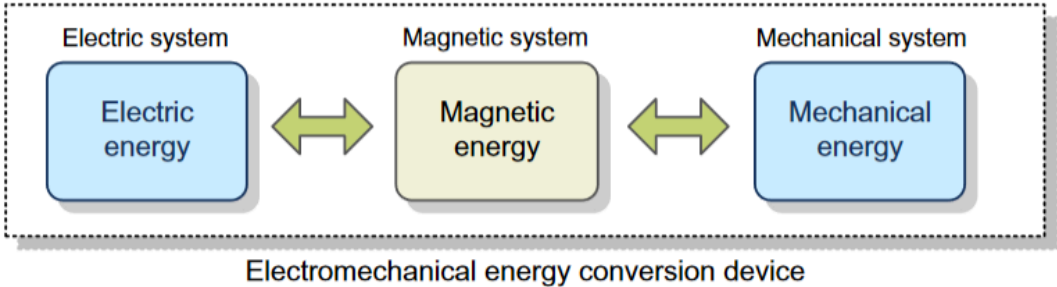 Electric system
Magnetic system
Mechanical system
Electric
energy
Magnetic
energy
Mechanical
energy
Electromechanical energy conversion device